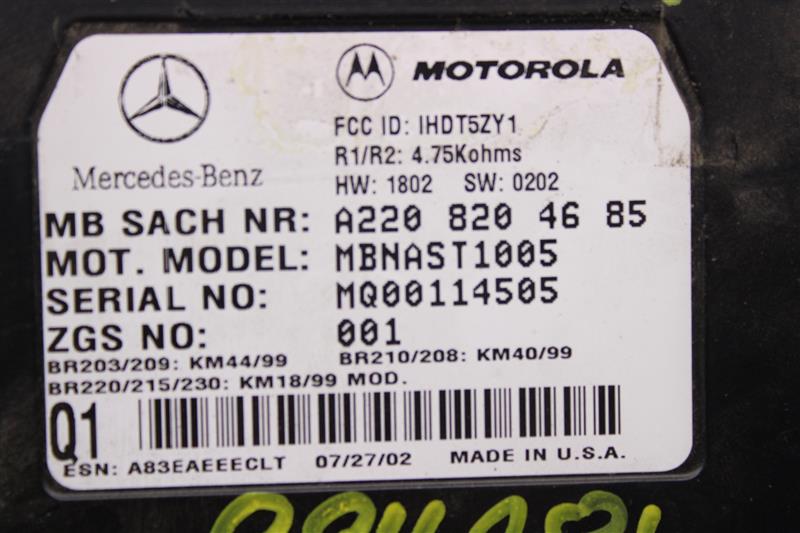 MOTOROLA
FCC ID: IHDT5ZY1
R1/R2: 4.75Kohms
Mercedes-Benz
HW: 1802 SW: 0202
MB SACH NR: A220 820 46 85
MOT. MODEL: MBNAST1005
SERIAL NO: MQ00114505
ZGS NO: 001
BR203/209: KM44/99 BR210/208: KM40/99
BR220/215/230: KM18/99 MOD.
Q1
ESN: A83EAEEECLT 07/27/02 MADE IN U.S.A.